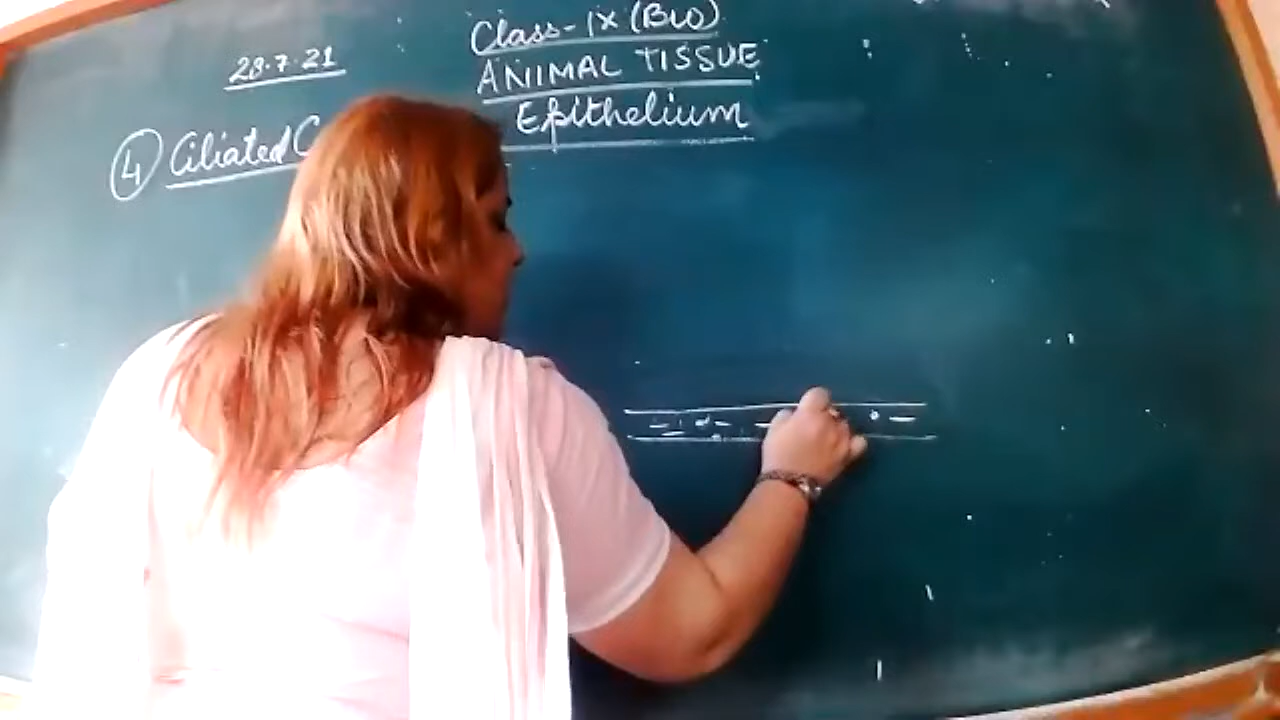 Class-IX (Bio)
28.7.21
ANIMAL TISSUE
Epithelium
④ Ciliated C